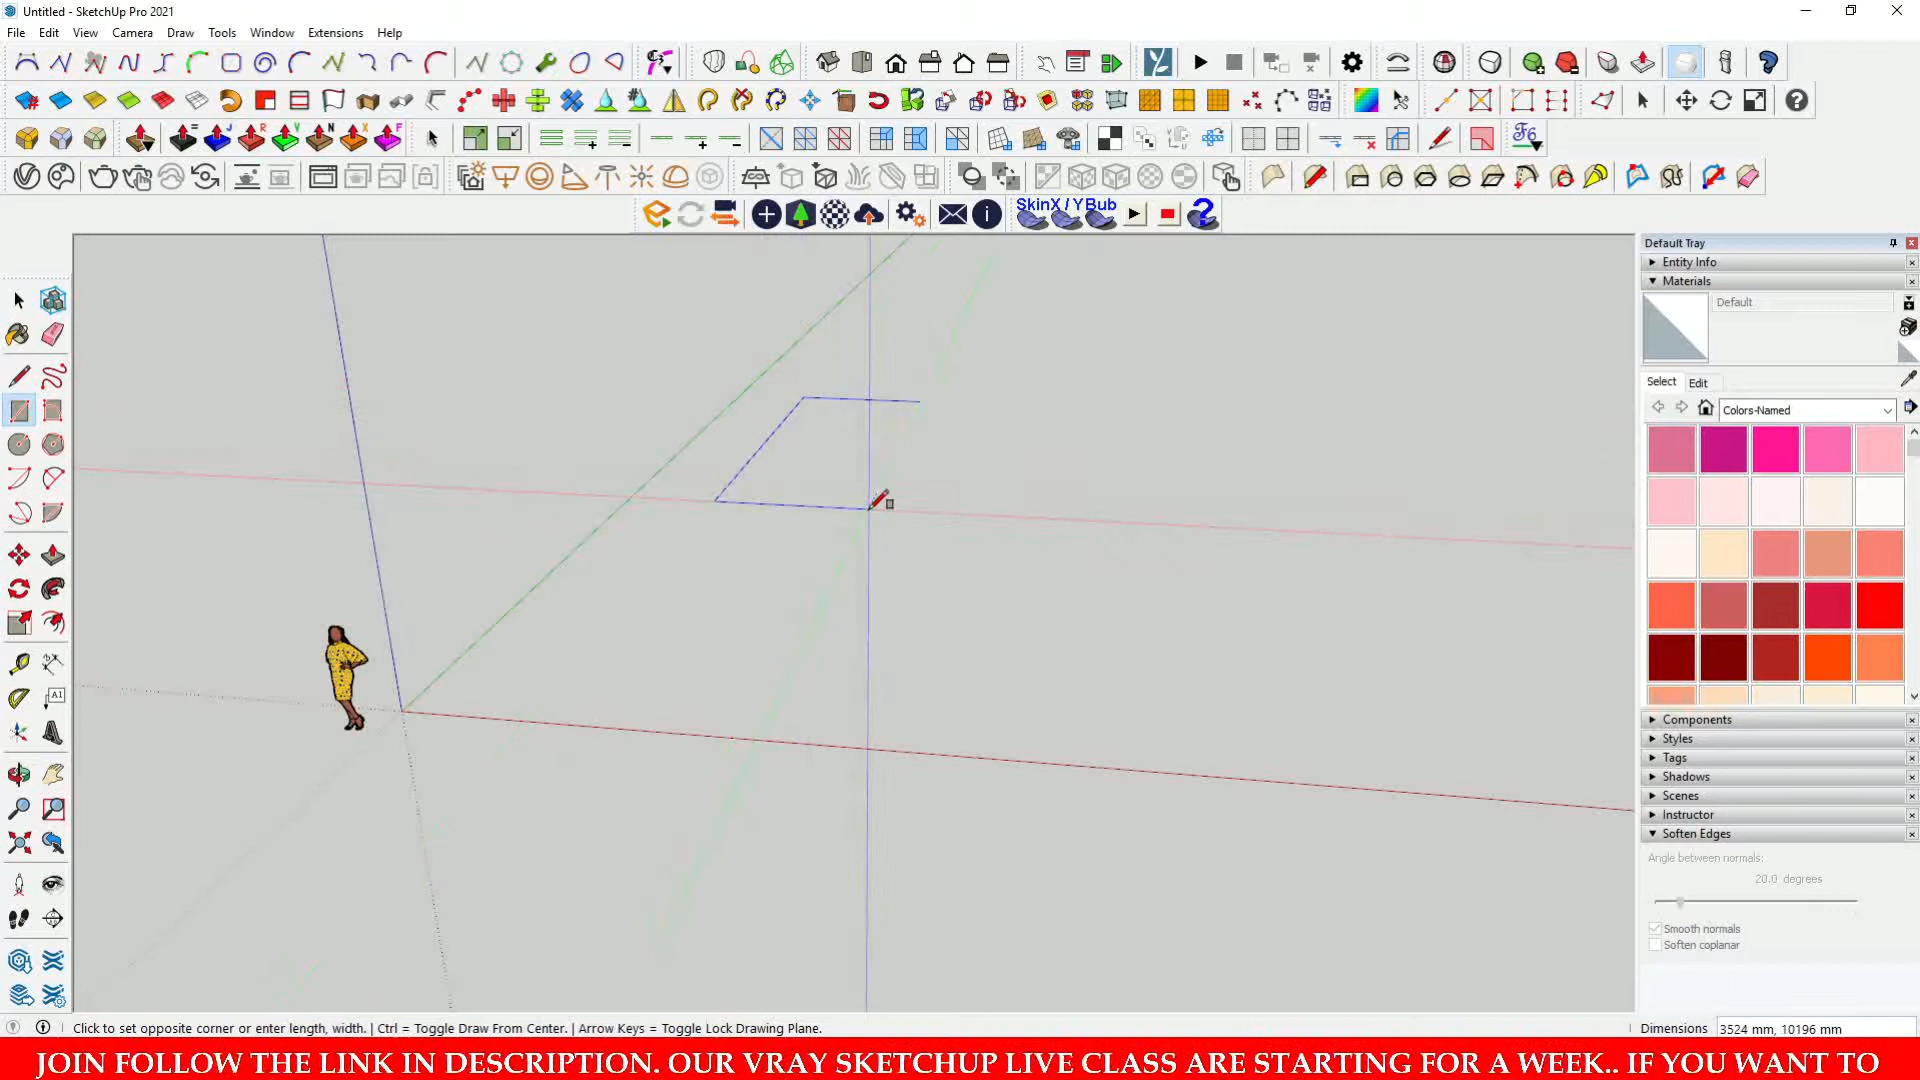 Untitled - SketchUp Pro 2021
File Edit View Camera Draw Tools Window Extensions Help
SkinX / YBub
Default Tray
Entity Info
Materials
Default
Select Edit
Colors-Named
Components
Styles
Tags
Shadows
Scenes
Instructor
Soften Edges
Angle between normals:
20.0 degrees
Smooth normals
Soften coplanar
Click to set opposite corner or enter length, width. | Ctrl = Toggle Draw From Center. | Arrow Keys = Toggle Lock Drawing Plane.
Dimensions 3524 mm, 10196 mm
JOIN FOLLOW THE LINK IN DESCRIPTION. OUR VRAY SKETCHUP LIVE CLASS ARE STARTING FOR A WEEK.. IF YOU WANT TO